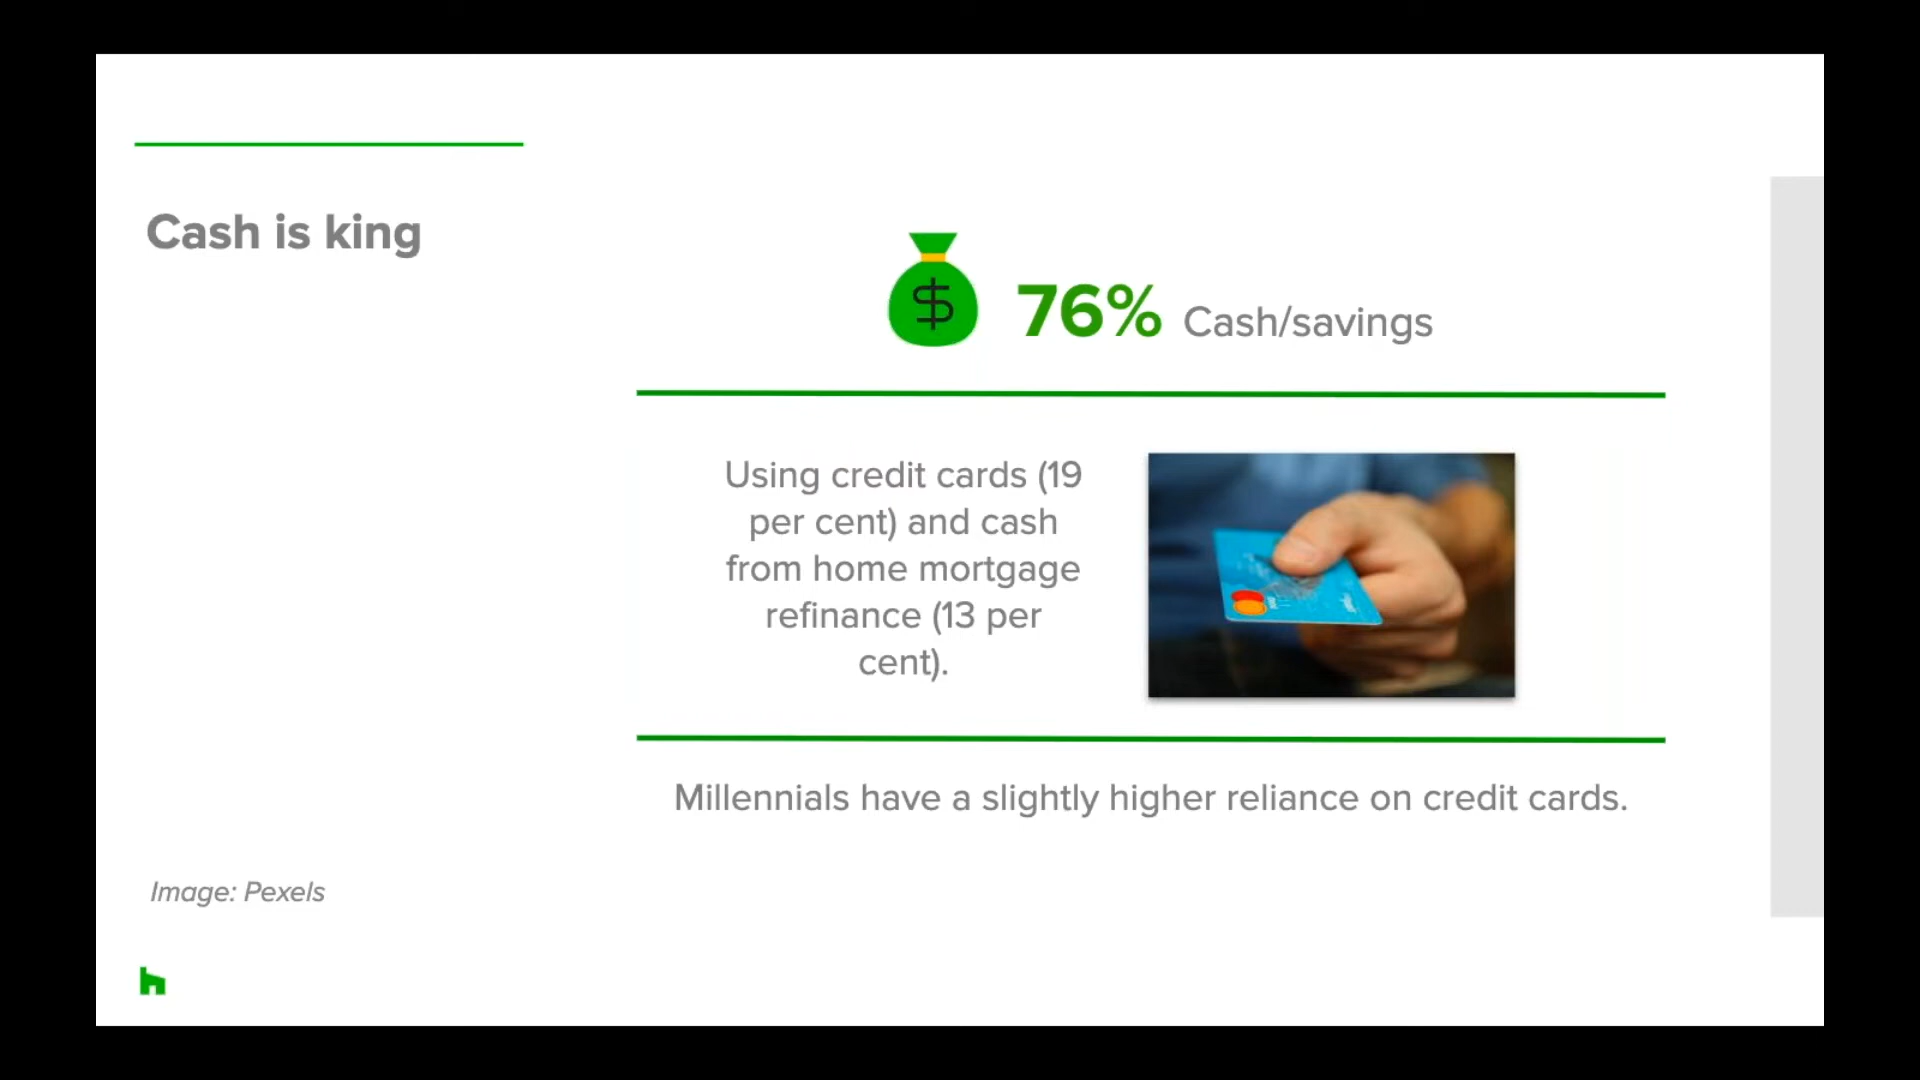 Cash is king
$
76% Cash/savings
Using credit cards (19
per cent) and cash
from home mortgage
refinance (13 per
cent).
Millennials have a slightly higher reliance on credit cards.
Image: Pexels